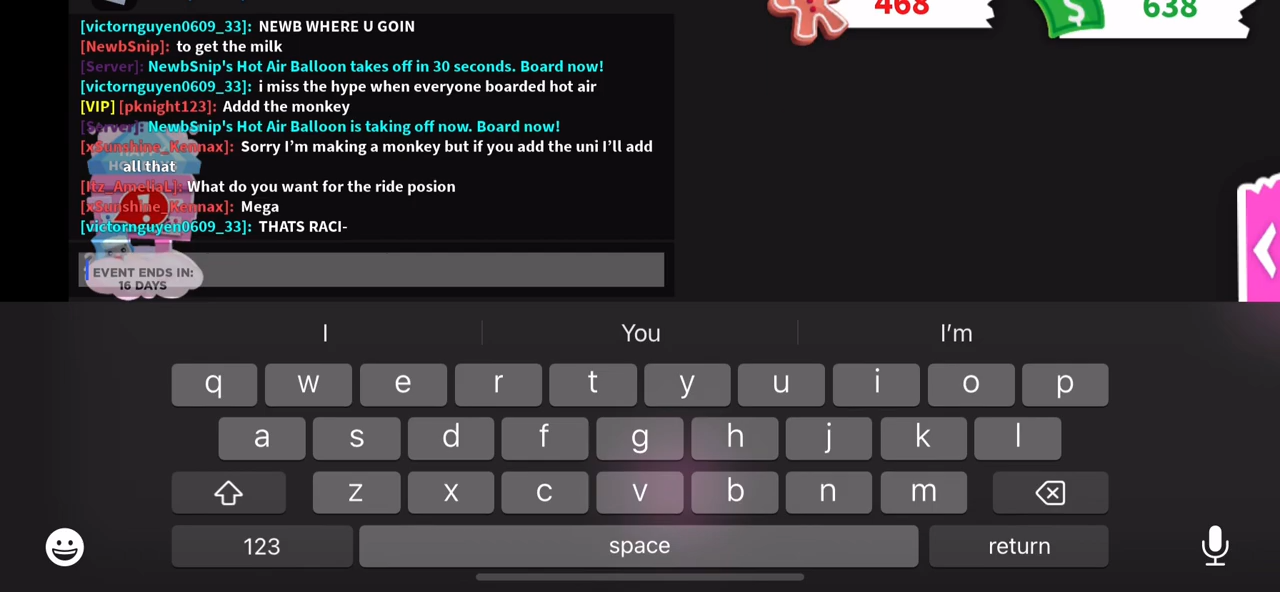 468
638
[victornguyen0609_33]: NEWB WHERE U GOIN
[NewbSnip]: to get the milk
[Server]: NewbSnip's Hot Air Balloon takes off in 30 seconds. Board now!
[victornguyen0609_33]: i miss the hype when everyone boarded hot air
[VIP] [pknight123]: Addd the monkey
[Server]: NewbSnip's Hot Air Balloon is taking off now. Board now!
[xSunshine_Kennax]: Sorry I'm making a monkey but if you add the uni I'll add
all that
[Itz_AmeliaL]: What do you want for the ride posion
[xSunshine_Kennax]: Mega
[victornguyen0609_33]: THATS RACI-
EVENT ENDS IN:
16 DAYS
I You I'm
q w e r t y u i o p
a s d f g h j k l
z x c v b n m
123 space return